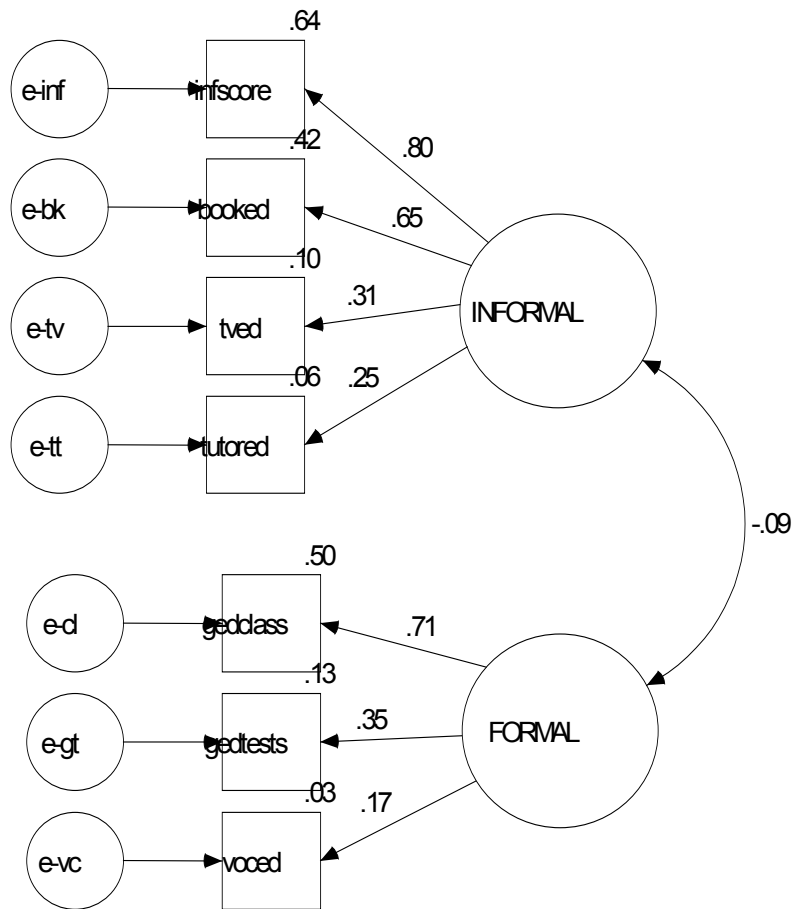 .64
e-inf
infscore
.42
.80
e-bk
booked
.65
.10
e-tv
tved
.31
INFORMAL
.06
.25
e-tt
tutored
-.09
.50
e-cl
gedclass
.71
.13
e-gt
gedtests
.35
FORMAL
.03
.17
e-vc
voced